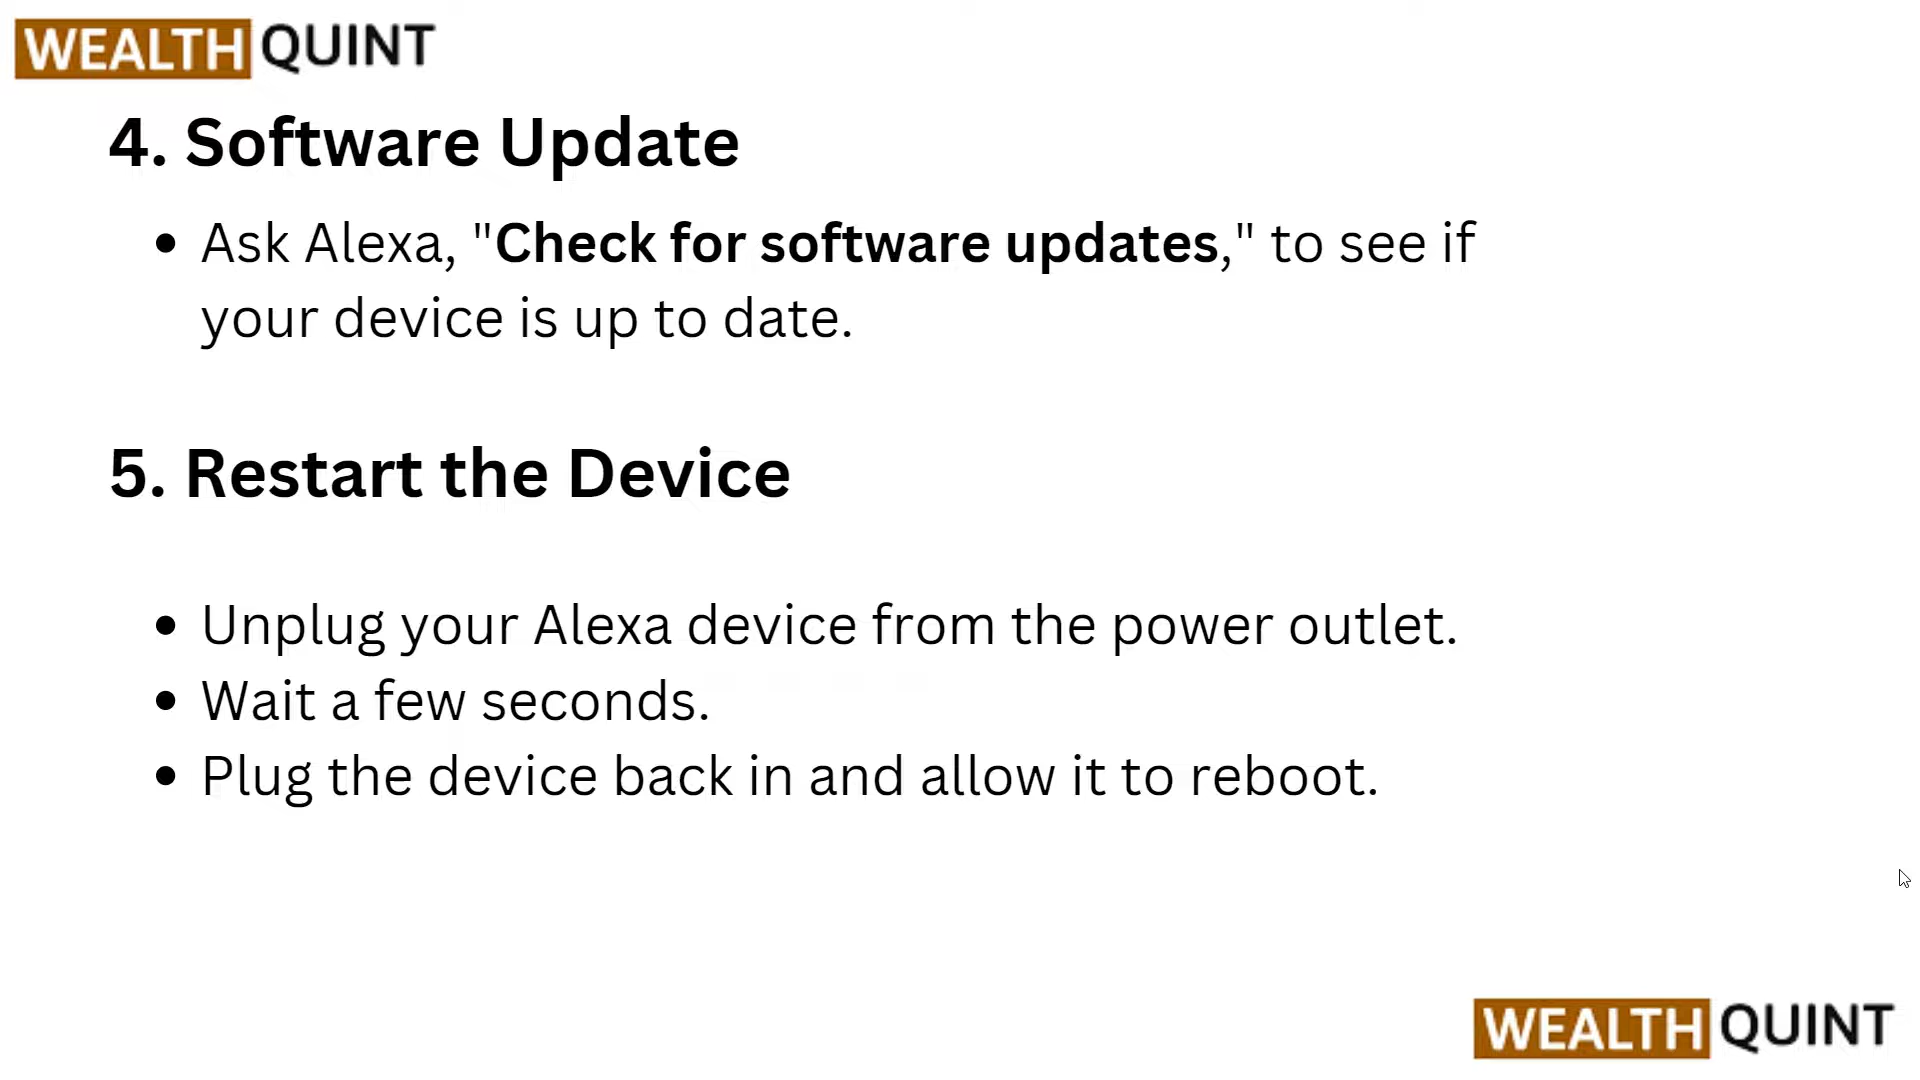 WEALTH QUINT
4. Software Update
• Ask Alexa, "Check for software updates," to see if
your device is up to date.
5. Restart the Device
• Unplug your Alexa device from the power outlet.
• Wait a few seconds.
• Plug the device back in and allow it to reboot.
WEALTH QUINT